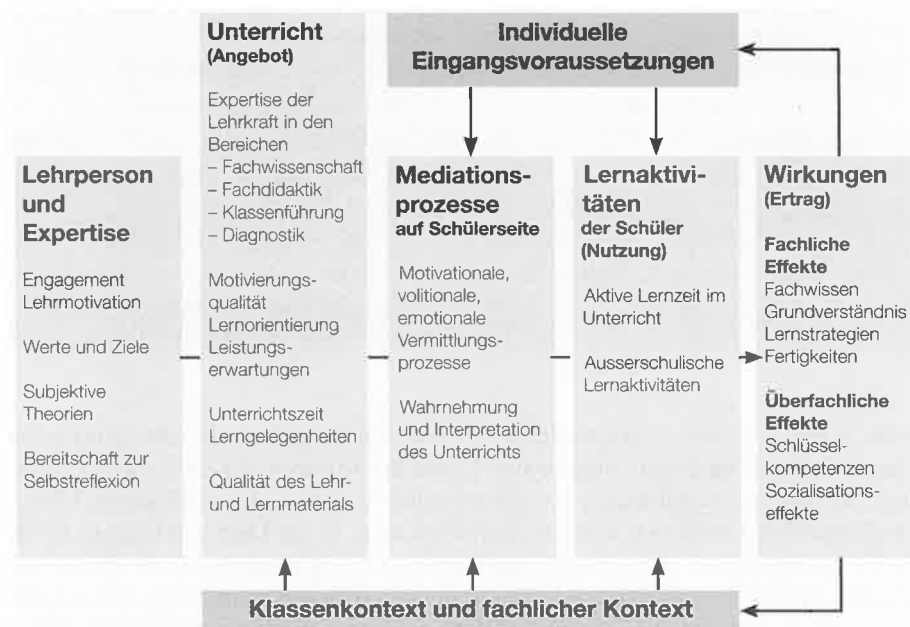 Individuelle
Eingangsvoraussetzungen
Lehrperson
und
Expertise
Engagement
Lehrmotivation
Werte und Ziele
Subjektive
Theorien
Bereitschaft zur
Selbstreflexion
Unterricht
(Angebot)
Expertise der
Lehrkraft in den
Bereichen
– Fachwissenschaft
– Fachdidaktik
– Klassenführung
– Diagnostik
Motivierungs-
qualität
Lernorientierung
Leistungs-
erwartungen
Unterrichtszeit
Lerngelegenheiten
Qualität des Lehr-
und Lernmaterials
Mediations-
prozesse
auf Schülerseite
Motivationale,
volitionale,
emotionale
Vermittlungs-
prozesse
Wahrnehmung
und Interpretation
des Unterrichts
Lernaktivi-
täten
der Schüler
(Nutzung)
Aktive Lernzeit im
Unterricht
Ausserschulische
Lernaktivitäten
Wirkungen
(Ertrag)
Fachliche
Effekte
Fachwissen
Grundverständnis
Lernstrategien
Fertigkeiten
Überfachliche
Effekte
Schlüssel-
kompetenzen
Sozialisations-
effekte
Klassenkontext und fachlicher Kontext